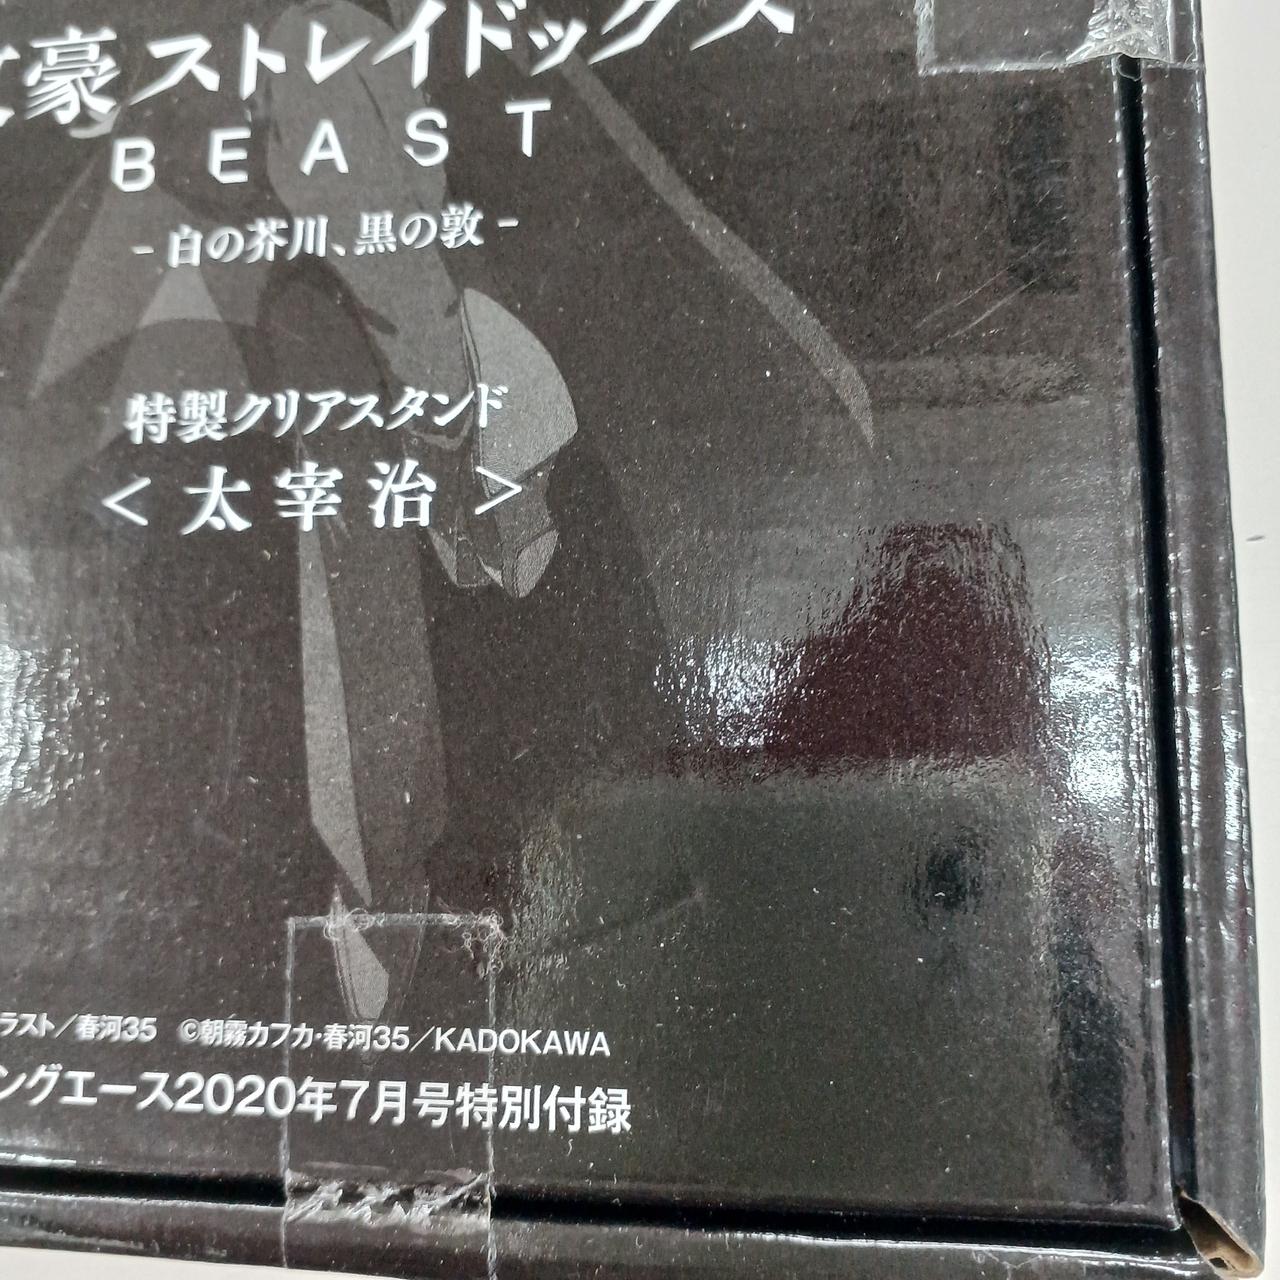 豪ストレイドッグス
BEAST
-白の芥川、黒の敦-
特製クリアスタンド
<太宰治>
ラスト／春河35 ©朝霧カフカ・春河35／KADOKAWA
ングエース2020年7月号特別付録